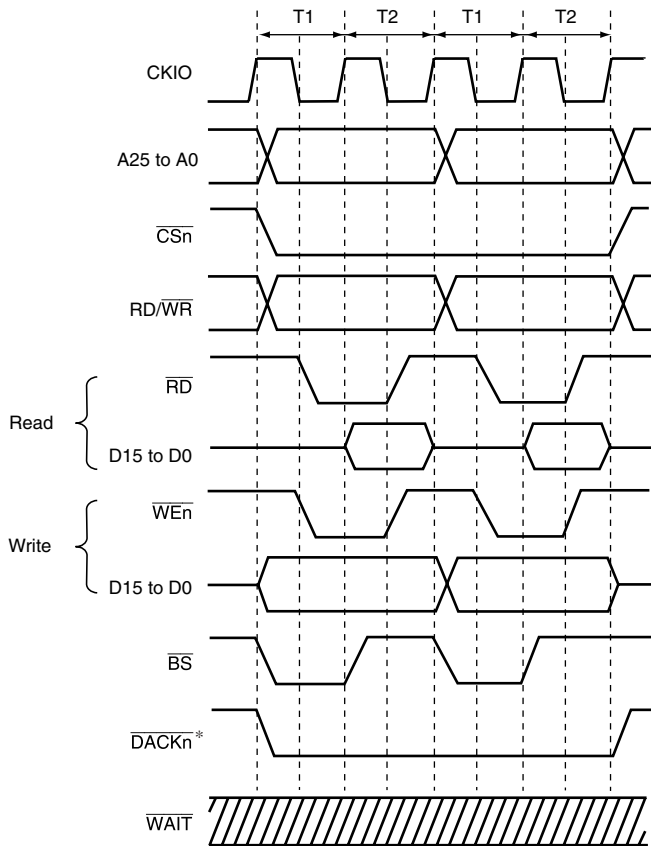 T1 T2 T1 T2
CKIO
A25 to A0
CSn
RD/WR
RD
Read
D15 to D0
WEn
Write
D15 to D0
BS
DACKn*
WAIT